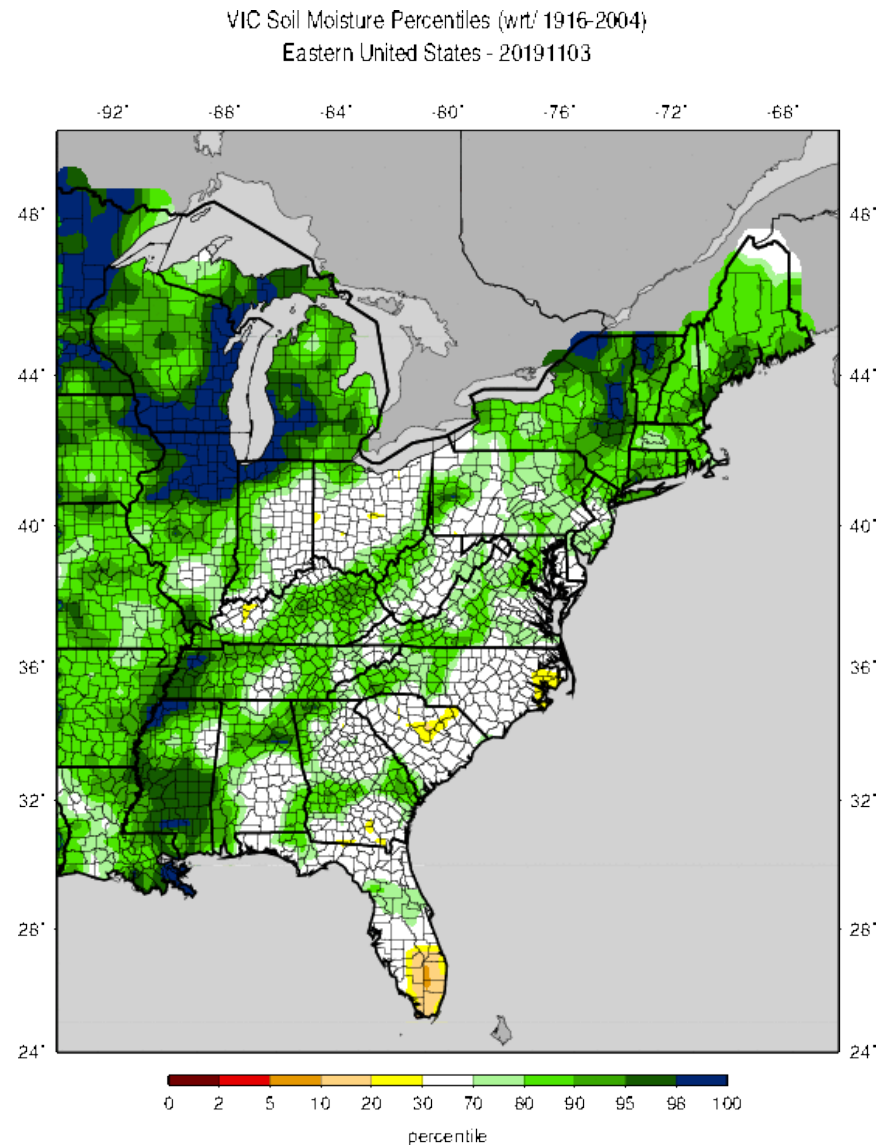 VIC Soil Moisture Percentiles (wrt/ 1916-2004)
Eastern United States - 20191103
-92° -88° -84° -80° -76° -72° -68°
48° 48°
44° 44°
40° 40°
36° 36°
32° 32°
28° 28°
24° 24°
0 2 5 10 20 30 70 80 90 95 98 100
percentile